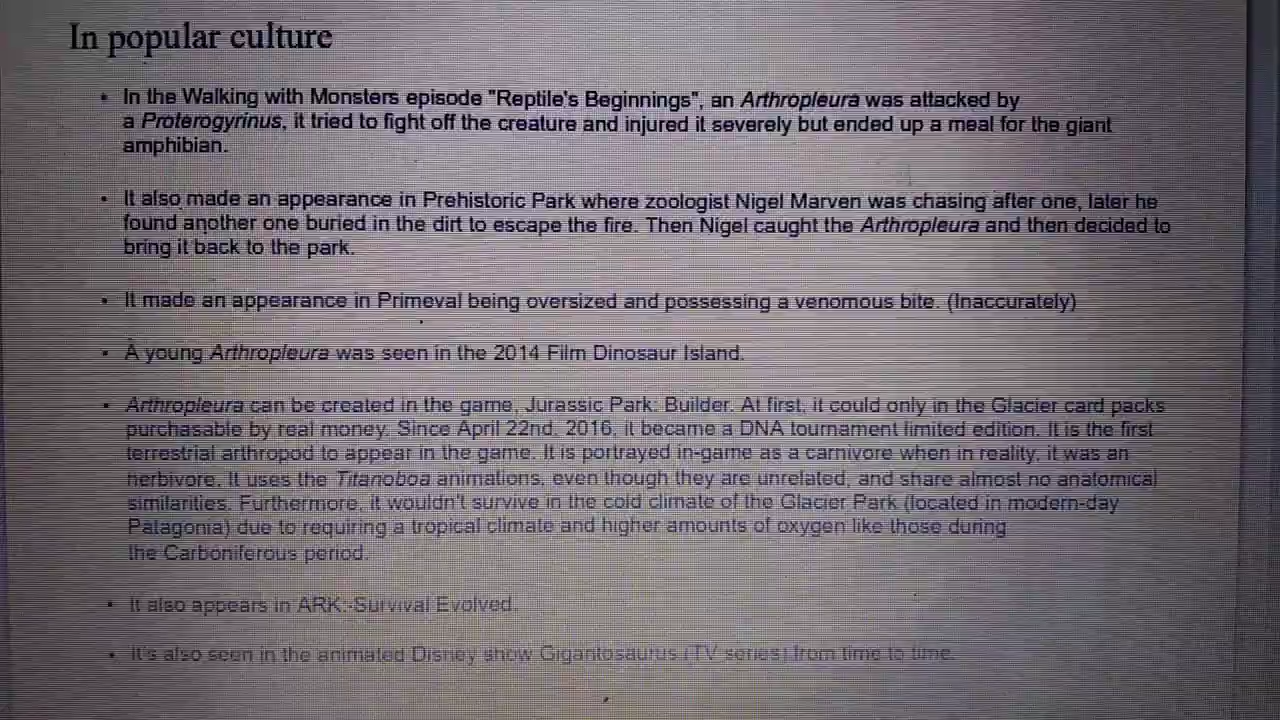 In popular culture
• In the Walking with Monsters episode "Reptile's Beginnings", an Arthropleura was attacked by
a Proterogyrinus, it tried to fight off the creature and injured it severely but ended up a meal for the giant
amphibian.
• It also made an appearance in Prehistoric Park where zoologist Nigel Marven was chasing after one, later he
found another one buried in the dirt to escape the fire. Then Nigel caught the Arthropleura and then decided to
bring it back to the park.
• It made an appearance in Primeval being oversized and possessing a venomous bite. (Inaccurately)
• A young Arthropleura was seen in the 2014 Film Dinosaur Island.
• Arthropleura can be created in the game, Jurassic Park: Builder. At first, it could only in the Glacier card packs
purchasable by real money. Since April 22nd, 2016, it became a DNA tournament limited edition. It is the first
terrestrial arthropod to appear in the game. It is portrayed in-game as a carnivore when in reality, it was an
herbivore. It uses the Titanoboa animations, even though they are unrelated, and share almost no anatomical
similarities. Furthermore, it wouldn't survive in the cold climate of the Glacier Park (located in modern-day
Patagonia) due to requiring a tropical climate and higher amounts of oxygen like those during
the Carboniferous period.
• It also appears in ARK: Survival Evolved.
• It's also seen in the animated Disney show Gigantosaurus (TV series) from time to time.